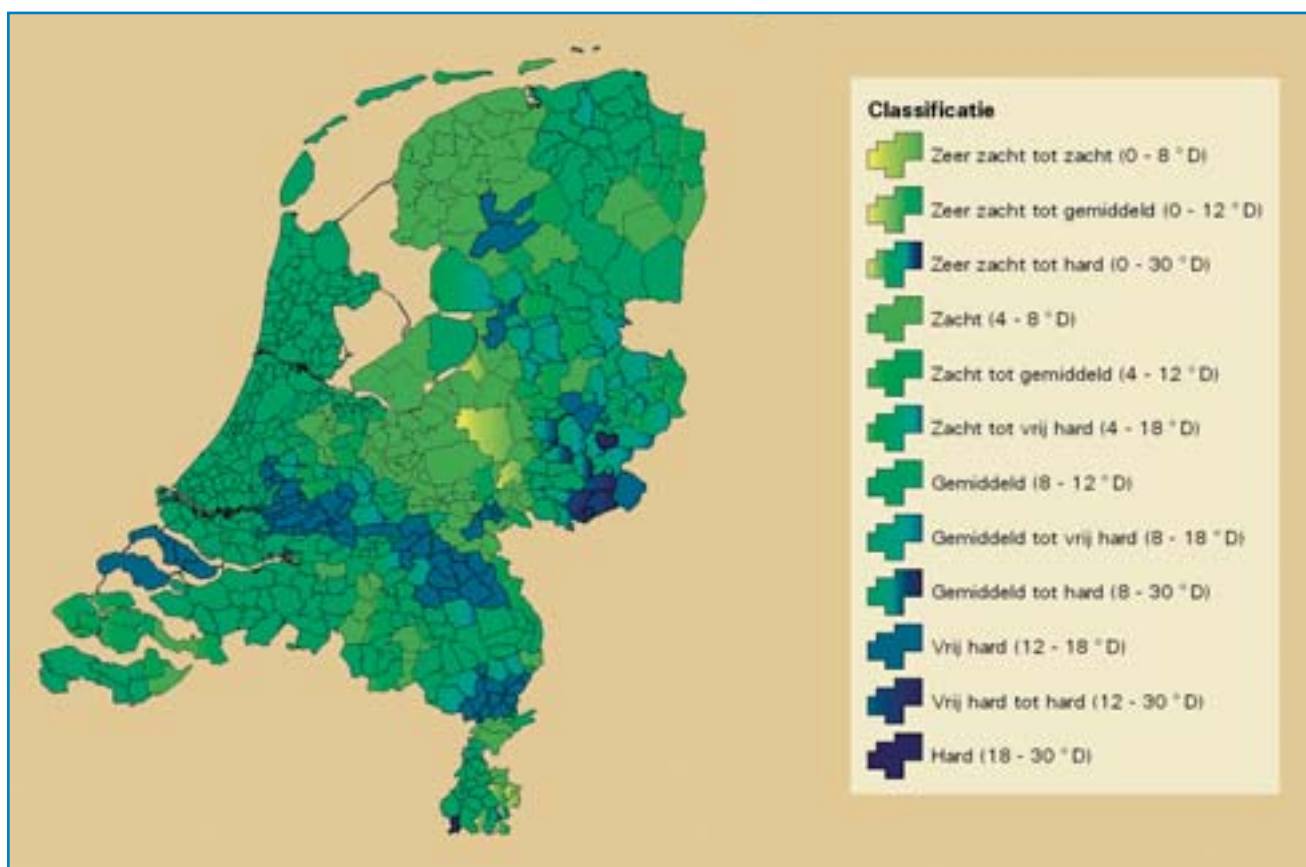 Classificatie
Zeer zacht tot zacht (0 - 8 °D)
Zeer zacht tot gemiddeld (0 - 12 °D)
Zeer zacht tot hard (0 - 30 °D)
Zacht (4 - 8 °D)
Zacht tot gemiddeld (4 - 12 °D)
Zacht tot vrij hard (4 - 18 °D)
Gemiddeld (8 - 12 °D)
Gemiddeld tot vrij hard (8 - 18 °D)
Gemiddeld tot hard (8 - 30 °D)
Vrij hard (12 - 18 °D)
Vrij hard tot hard (12 - 30 °D)
Hard (18 - 30 °D)